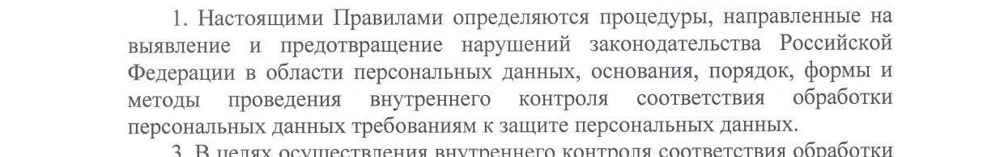 1. Настоящими Правилами определяются процедуры, направленные на
выявление и предотвращение нарушений законодательства Российской
Федерации в области персональных данных, основания, порядок, формы и
методы проведения внутреннего контроля соответствия обработки
персональных данных требованиям к защите персональных данных.
3. В целях осуществления внутреннего контроля соответствия обработки